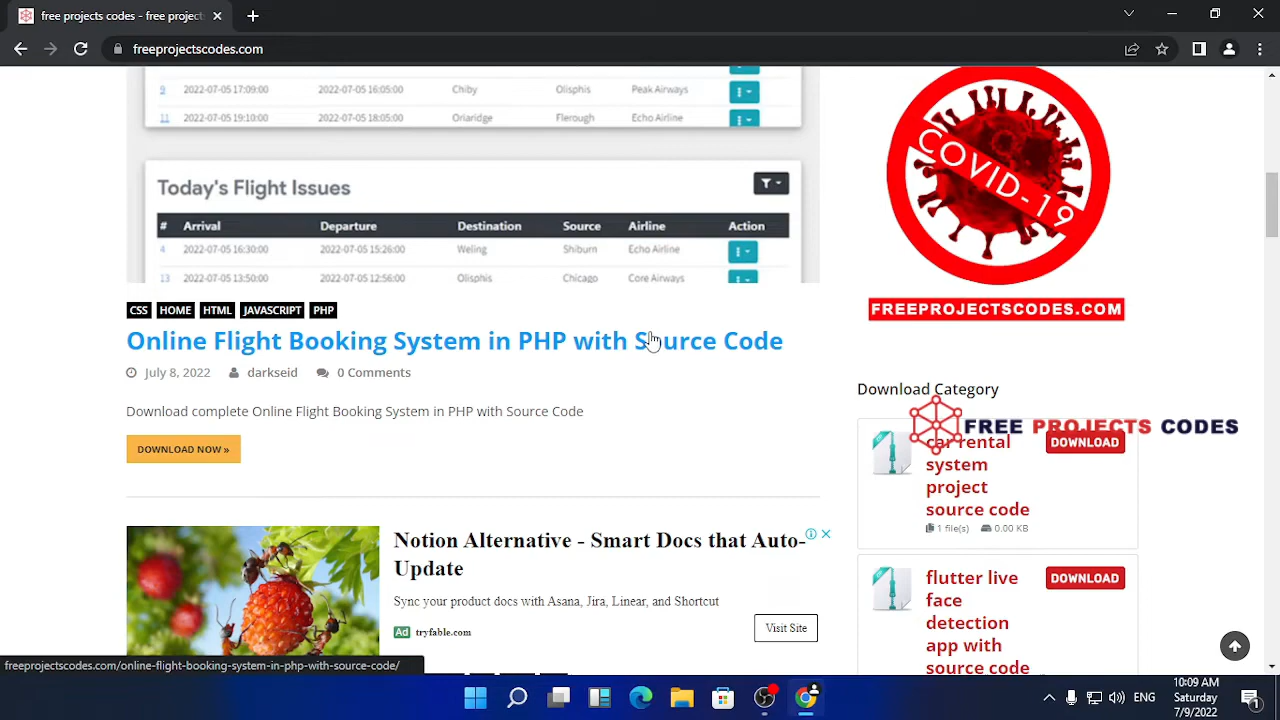 free projects codes - project
freeprojectscodes.com
9 2022-07-05 17:09:00 2022-07-05 16:05:00 Chiby Olisphis Peak Airways
11 2022-07-05 19:10:00 2022-07-05 18:05:00 Oriaridge Flerough Echo Airline
Today's Flight Issues
# Arrival Departure Destination Source Airline Action
4 2022-07-05 16:30:00 2022-07-05 15:26:00 Weling Shiburn Echo Airline
13 2022-07-05 13:50:00 2022-07-05 12:56:00 Olisphis Chicago Core Airways
COVID-19
FREEPROJECTSCODES.COM
CSS HOME HTML JAVASCRIPT PHP
Online Flight Booking System in PHP with Source Code
July 8, 2022 darkseid 0 Comments
Download complete Online Flight Booking System in PHP with Source Code
DOWNLOAD NOW »
Download Category
FREE PROJECTS CODES
car rental
system
project
source code
DOWNLOAD
1 file(s) 0.00 KB
flutter live
face
detection
app with
source code
DOWNLOAD
Notion Alternative - Smart Docs that Auto-
Update
Sync your product docs with Asana, Jira, Linear, and Shortcut
Ad tryfable.com
Visit Site
freeprojectscodes.com/online-flight-booking-system-in-php-with-source-code/
ENG
10:09 AM
Saturday
7/9/2022
1